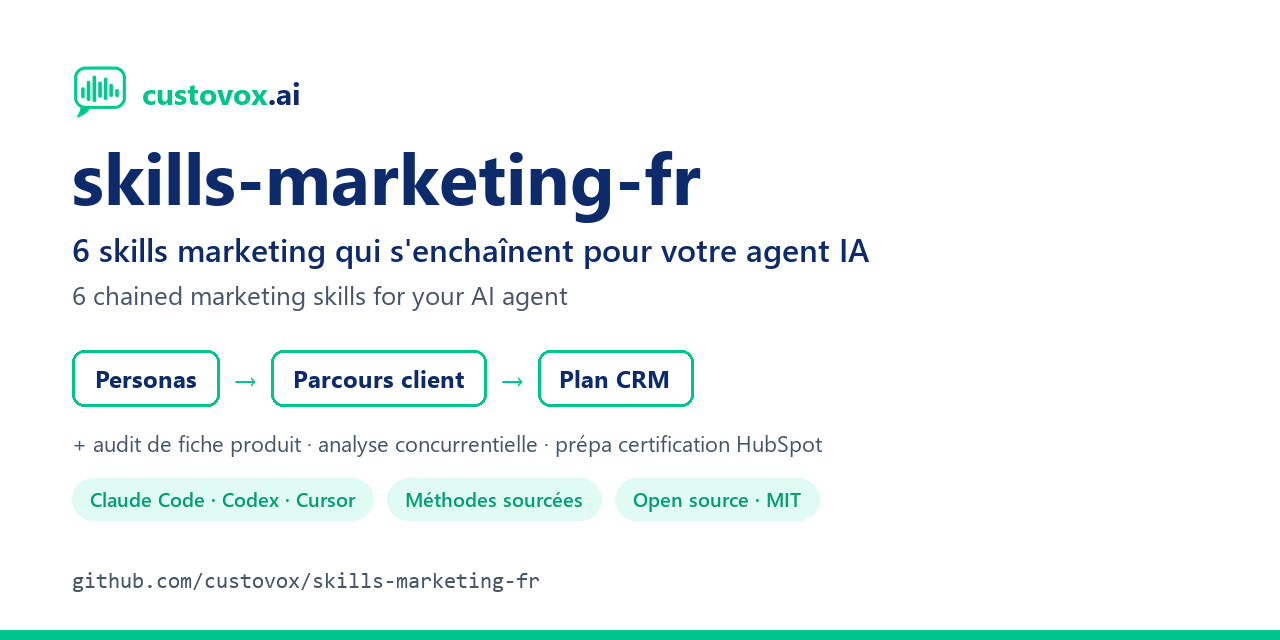 custovox.ai
skills-marketing-fr
6 skills marketing qui s'enchaînent pour votre agent IA
6 chained marketing skills for your AI agent
Personas → Parcours client → Plan CRM
+ audit de fiche produit · analyse concurrentielle · prépa certification HubSpot
Claude Code · Codex · Cursor Méthodes sourcées Open source · MIT
github.com/custovox/skills-marketing-fr